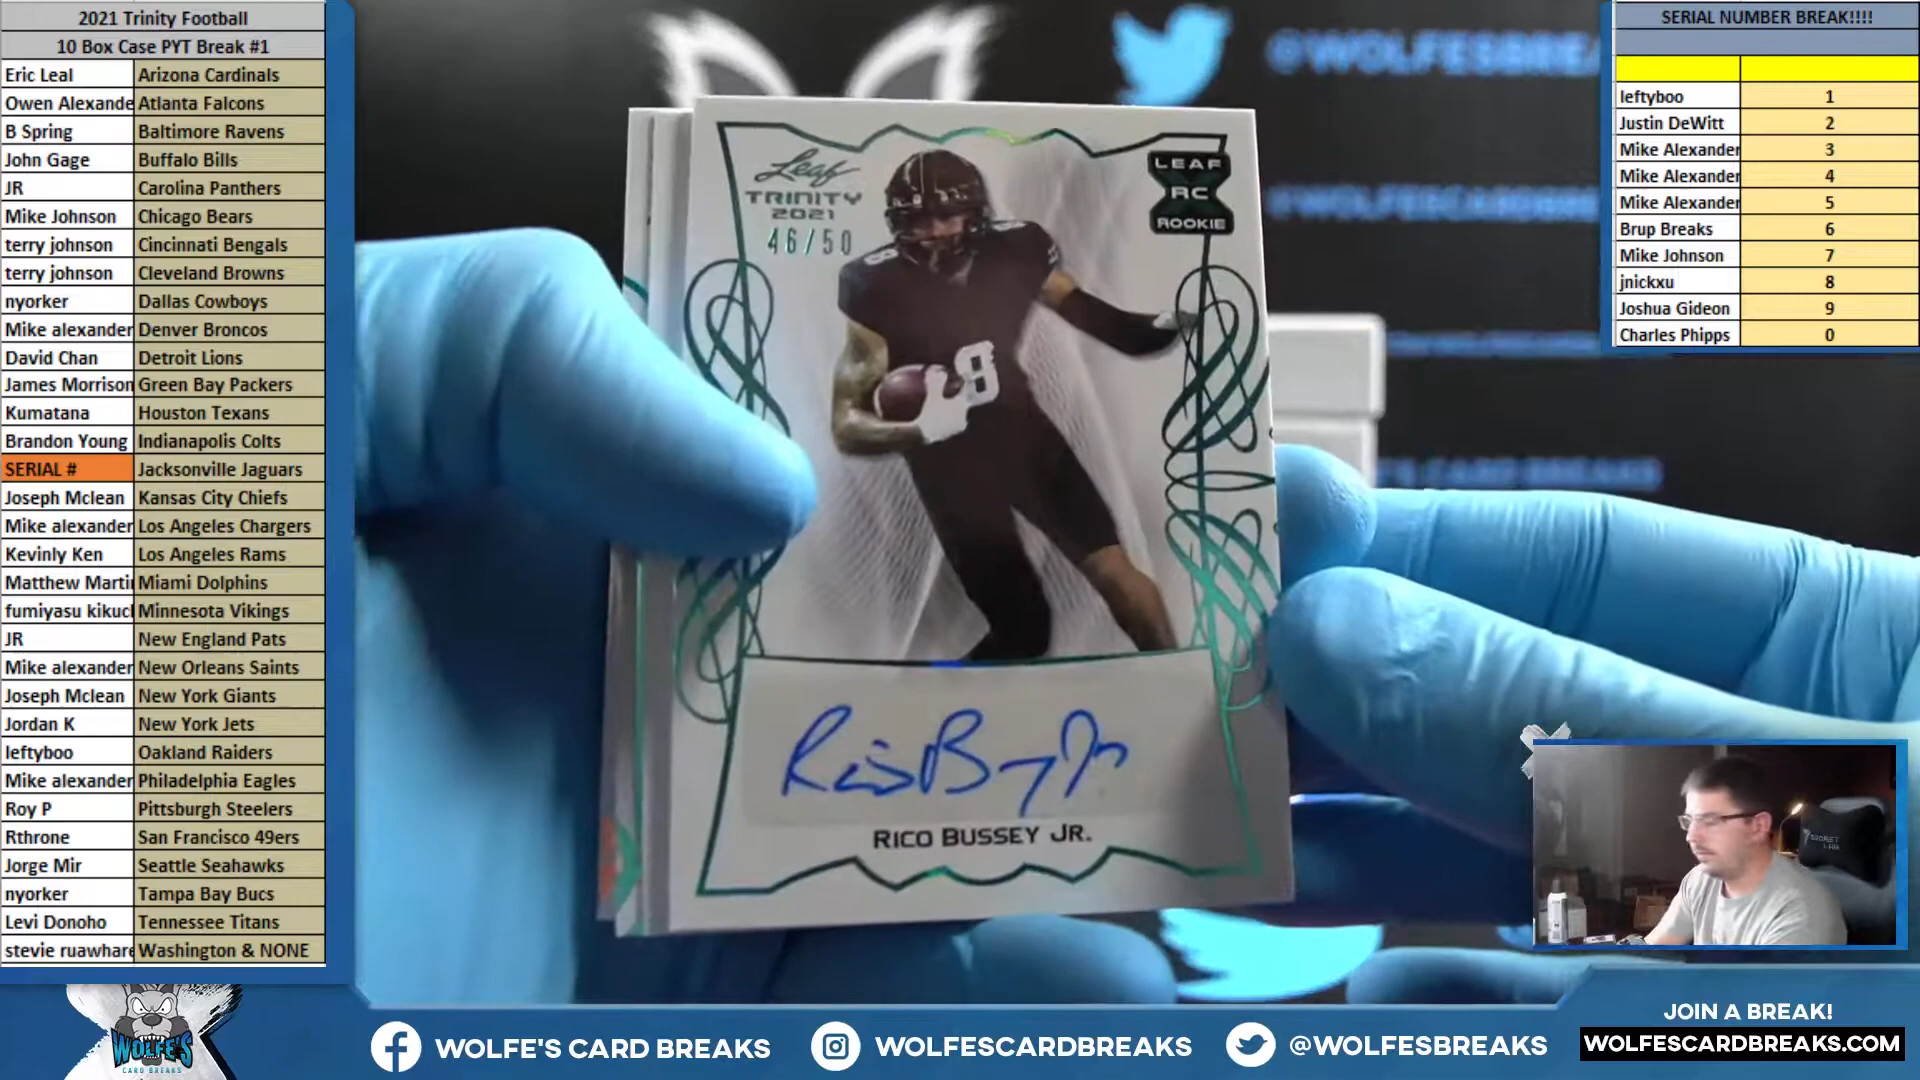 2021 Trinity Football
10 Box Case PYT Break #1
Eric Leal Arizona Cardinals
Owen Alexande Atlanta Falcons
B Spring Baltimore Ravens
John Gage Buffalo Bills
JR Carolina Panthers
Mike Johnson Chicago Bears
terry johnson Cincinnati Bengals
terry johnson Cleveland Browns
nyorker Dallas Cowboys
Mike alexander Denver Broncos
David Chan Detroit Lions
James Morrison Green Bay Packers
Kumatana Houston Texans
Brandon Young Indianapolis Colts
SERIAL # Jacksonville Jaguars
Joseph Mclean Kansas City Chiefs
Mike alexander Los Angeles Chargers
Kevinly Ken Los Angeles Rams
Matthew Marti Miami Dolphins
fumiyasu kikuc Minnesota Vikings
JR New England Pats
Mike alexander New Orleans Saints
Joseph Mclean New York Giants
Jordan K New York Jets
leftyboo Oakland Raiders
Mike alexander Philadelphia Eagles
Roy P Pittsburgh Steelers
Rthrone San Francisco 49ers
Jorge Mir Seattle Seahawks
nyorker Tampa Bay Bucs
Levi Donoho Tennessee Titans
stevie ruawhare Washington & NONE
@WOLFESBREA
@WOLFESCARDBREAK
Leaf
TRINITY
2021
46/50
LEAF
RC
ROOKIE
8
8
RICO BUSSEY JR.
SERIAL NUMBER BREAK!!!!
leftyboo 1
Justin DeWitt 2
Mike Alexander 3
Mike Alexander 4
Mike Alexander 5
Brup Breaks 6
Mike Johnson 7
jnickxu 8
Joshua Gideon 9
Charles Phipps 0
SECRET
LAB
WOLFE'S
CARD BREAKS
WOLFE'S CARD BREAKS
WOLFESCARDBREAKS
@WOLFESBREAKS
JOIN A BREAK!
WOLFESCARDBREAKS.COM